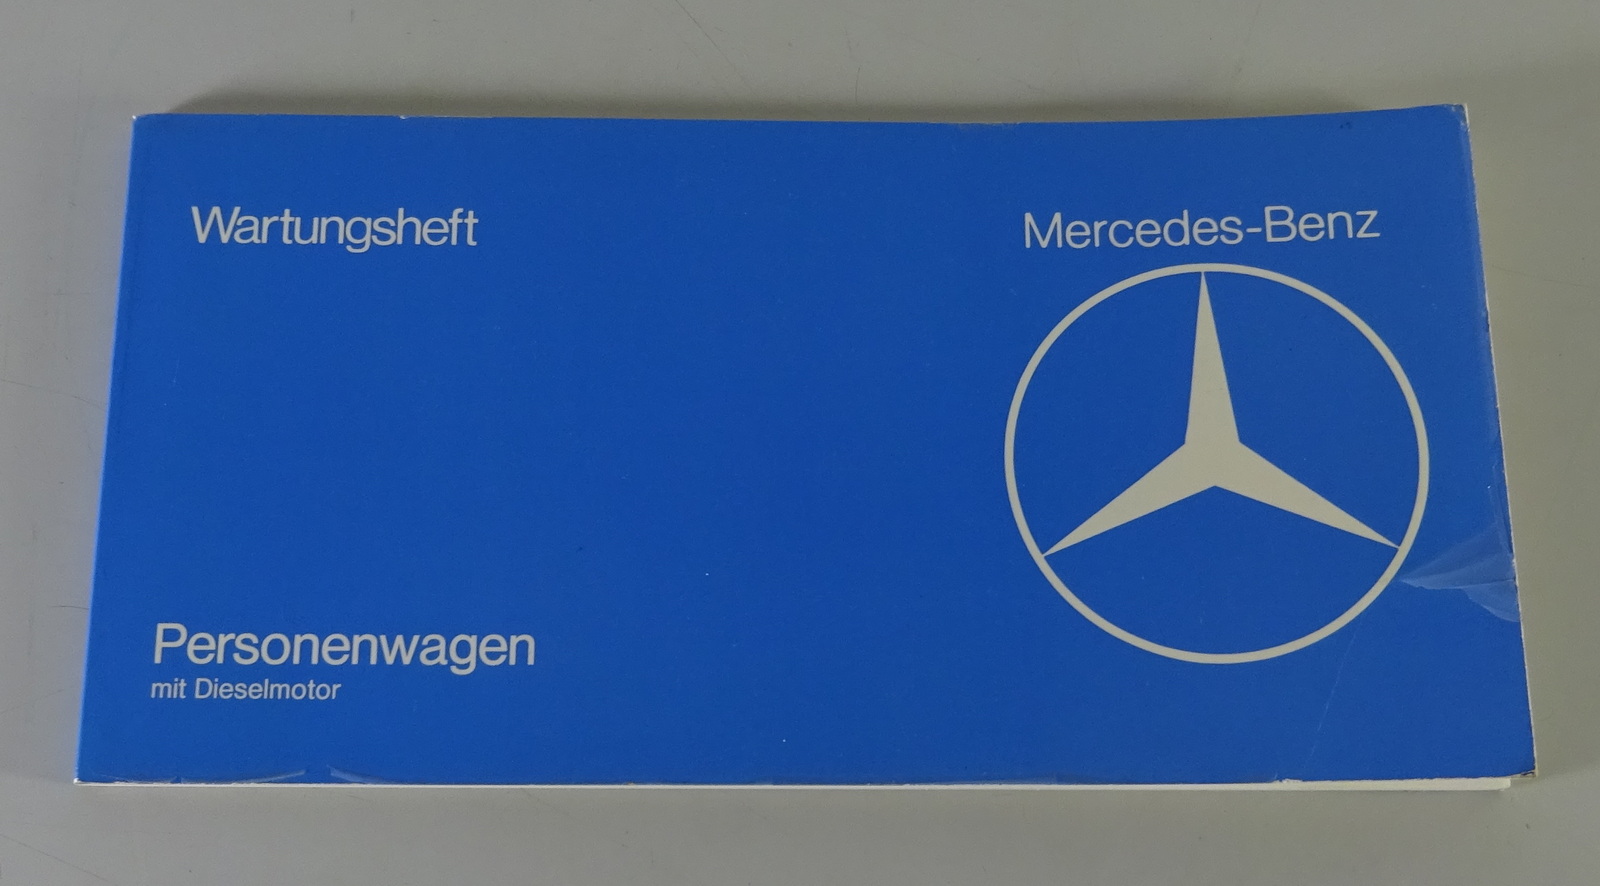 Wartungsheft
Mercedes-Benz
Personenwagen
mit Dieselmotor